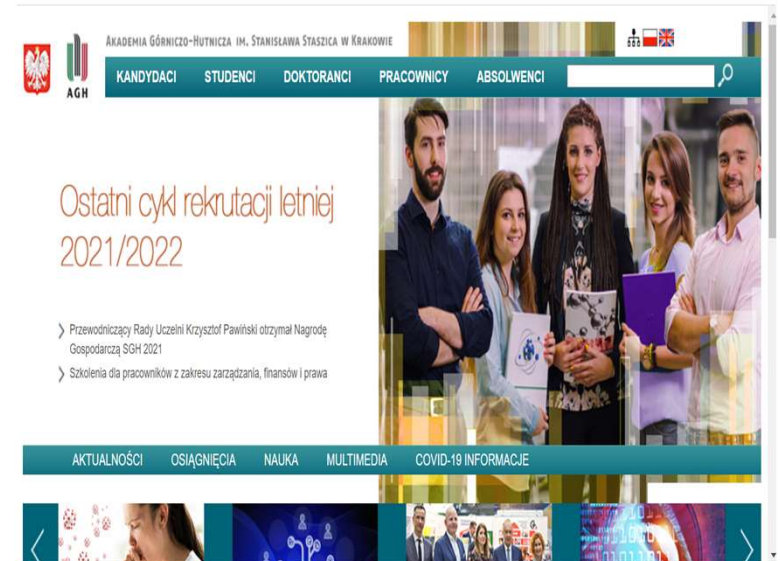 AKADEMIA GÓRNICZO-HUTNICZA IM. STANISŁAWA STASZICA W KRAKOWIE
AGH
KANDYDACI STUDENCI DOKTORANCI PRACOWNICY ABSOLWENCI
Ostatni cykl rekrutacji letniej
2021/2022
Przewodniczący Rady Uczelni Krzysztof Pawiński otrzymał Nagrodę
Gospodarczą SGH 2021
Szkolenia dla pracowników z zakresu zarządzania, finansów i prawa
AKTUALNOŚCI OSIĄGNIĘCIA NAUKA MULTIMEDIA COVID-19 INFORMACJE